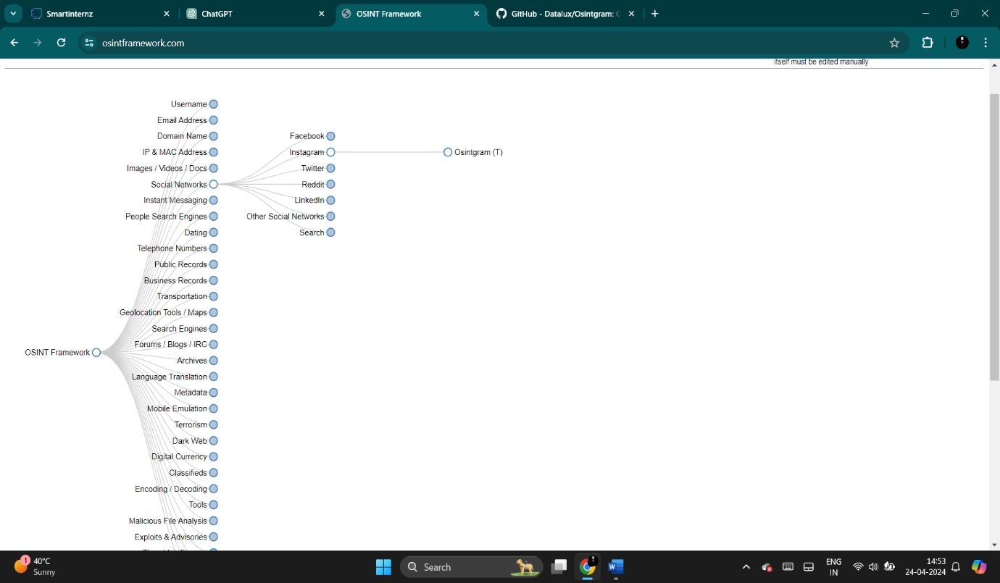 Smartinternz
ChatGPT
OSINT Framework
GitHub - Datalux/Osintgram:
osintframework.com
itself must be edited manually
Username
Email Address
Domain Name
Facebook
IP & MAC Address
Instagram
Osintgram (T)
Images / Videos / Docs
Twitter
Social Networks
Reddit
Instant Messaging
LinkedIn
People Search Engines
Other Social Networks
Dating
Search
Telephone Numbers
Public Records
Business Records
Transportation
Geolocation Tools / Maps
Search Engines
Forums / Blogs / IRC
OSINT Framework
Archives
Language Translation
Metadata
Mobile Emulation
Terrorism
Dark Web
Digital Currency
Classifieds
Encoding / Decoding
Tools
Malicious File Analysis
Exploits & Advisories
1
40°C
Sunny
Search
ENG
IN
14:53
24-04-2024